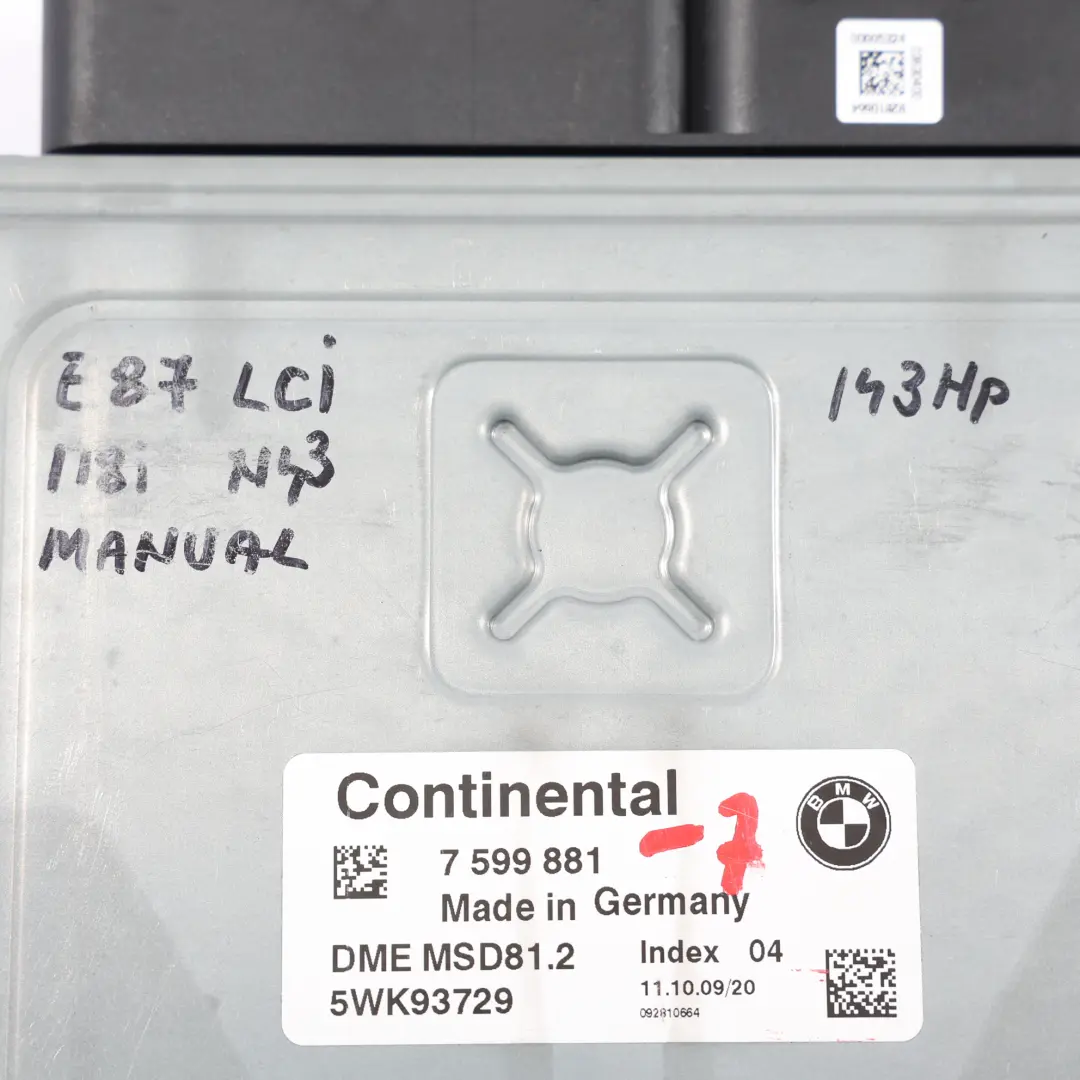 E87 LCi
118i N43
MANUAL
143Hp
Continental
-7
BMW
7 599 881
Made in Germany
DME MSD81.2
Index 04
5WK93729
11.10.09/20
092810664